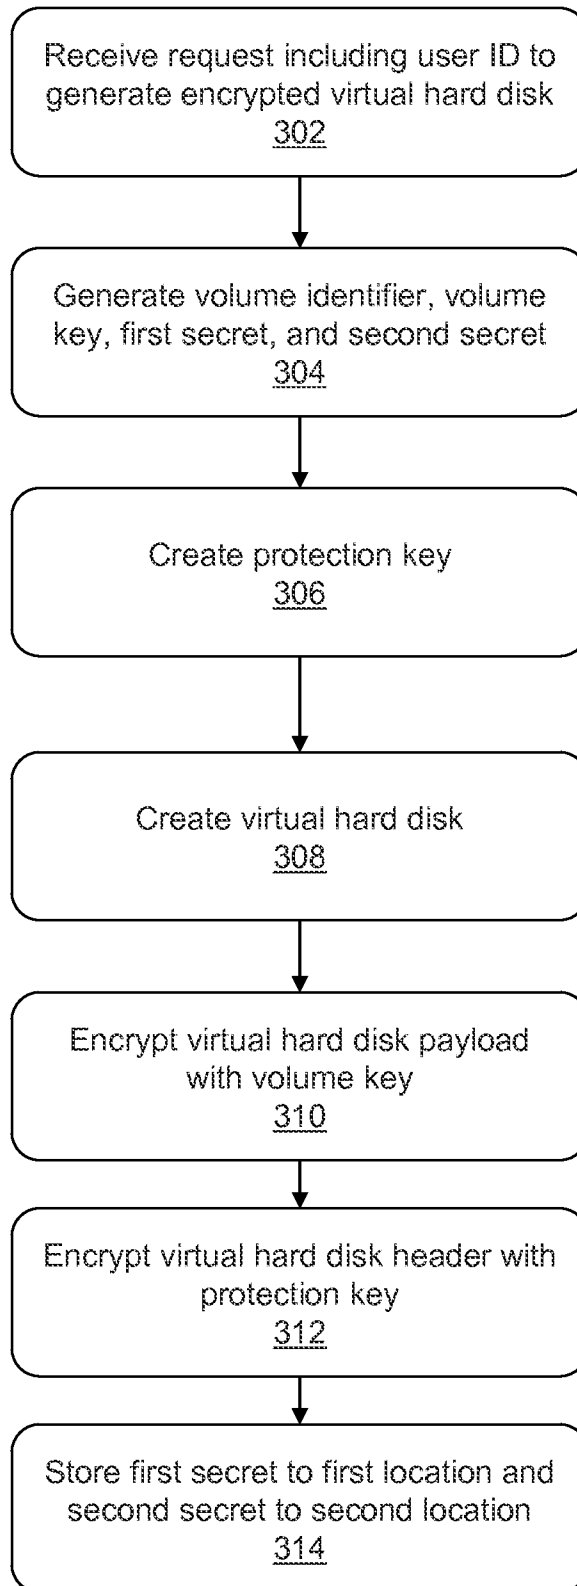 Receive request including user ID to
generate encrypted virtual hard disk
302
Generate volume identifier, volume
key, first secret, and second secret
304
Create protection key
306
Create virtual hard disk
308
Encrypt virtual hard disk payload
with volume key
310
Encrypt virtual hard disk header with
protection key
312
Store first secret to first location and
second secret to second location
314